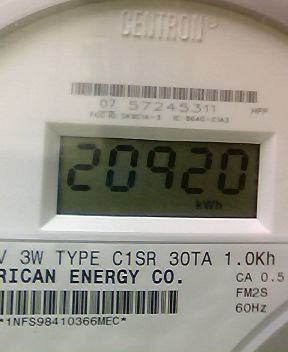 CENTRON®
07 57245311 HPP
20920
kWh
V 3W TYPE C1SR 30TA 1.0Kh
RICAN ENERGY CO. CA 0.5
FM2S
60Hz
*1NFS98410366MEC*